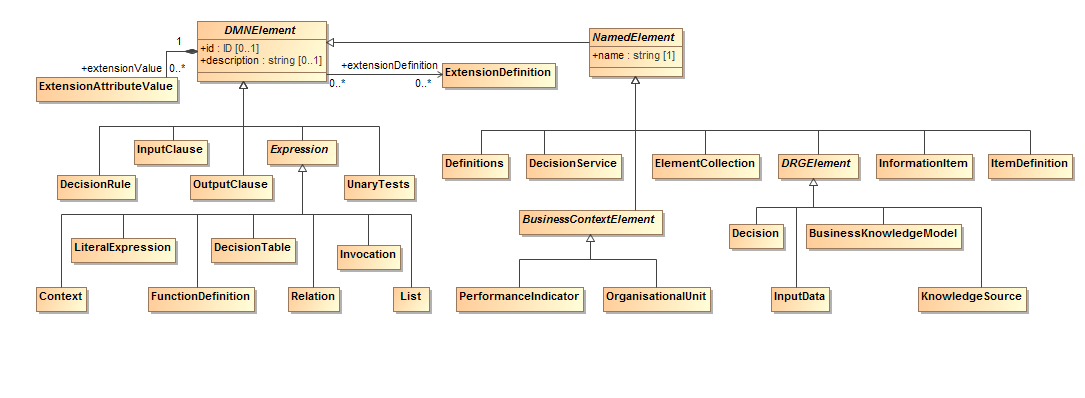 DMNElement
+id : ID [0..1]
+description : string [0..1]
NamedElement
+name : string [1]
1
+extensionValue
0..*
ExtensionAttributeValue
+extensionDefinition
0..*
0..*
ExtensionDefinition
InputClause
Expression
DecisionRule
OutputClause
UnaryTests
Definitions
DecisionService
ElementCollection
DRGElement
InformationItem
ItemDefinition
LiteralExpression
DecisionTable
Invocation
Context
FunctionDefinition
Relation
List
BusinessContextElement
PerformanceIndicator
OrganisationalUnit
Decision
BusinessKnowledgeModel
InputData
KnowledgeSource